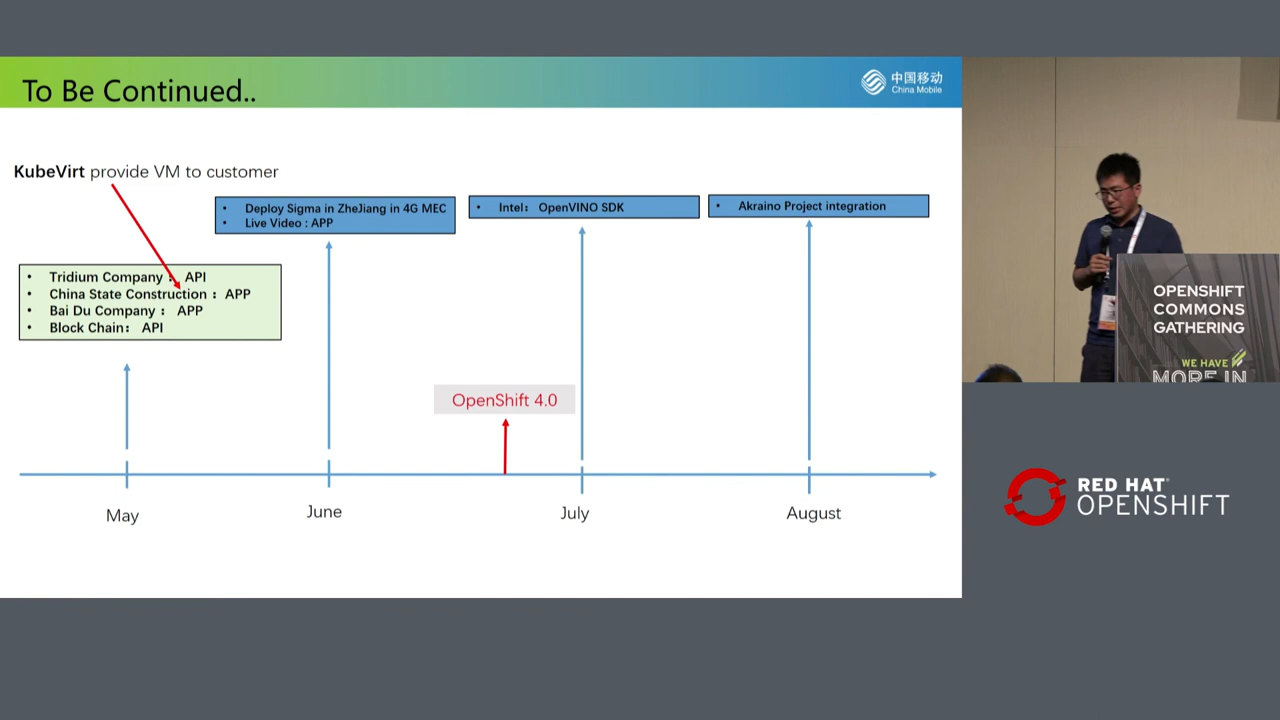 To Be Continued..
中国移动
China Mobile
KubeVirt provide VM to customer
• Deploy Sigma in ZheJiang in 4G MEC
• Live Video : APP
• Intel： OpenVINO SDK
• Akraino Project integration
• Tridium Company ： API
• China State Construction ： APP
• Bai Du Company ： APP
• Block Chain： API
OpenShift 4.0
May
June
July
August
OPENSHIFT
COMMONS
GATHERING
WE HAVE
MORE IN
RED HAT®
OPENSHIFT